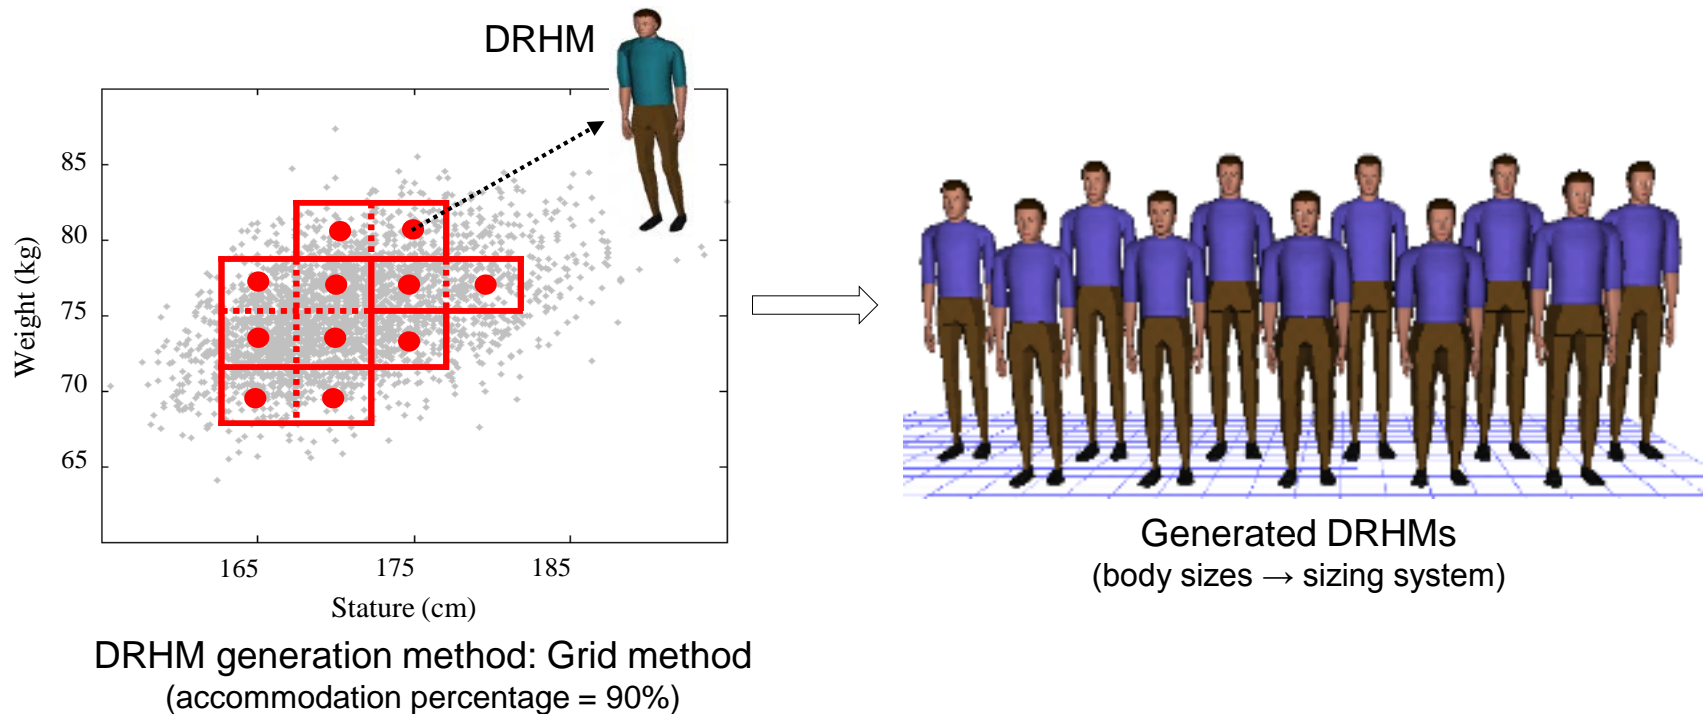 DRHM
85
80
75
70
65
Weight (kg)
165 175 185
Stature (cm)
DRHM generation method: Grid method
(accommodation percentage = 90%)
Generated DRHMs
(body sizes → sizing system)